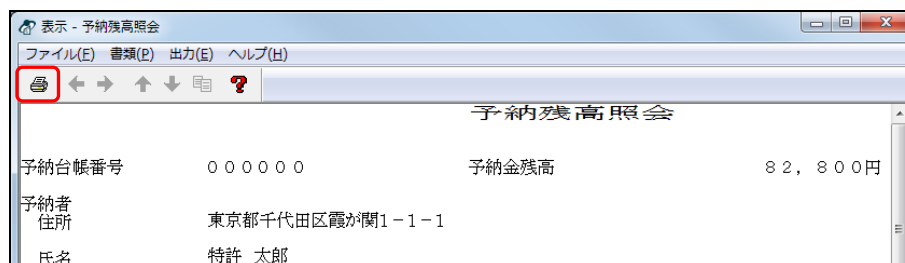 表示 - 予納残高照会
ファイル(F) 書類(P) 出力(E) ヘルプ(H)
予納残高照会
予納台帳番号 ００００００ 予納金残高 ８２，８００円
予納者
住所 東京都千代田区霞が関１－１－１
氏名 特許 太郎